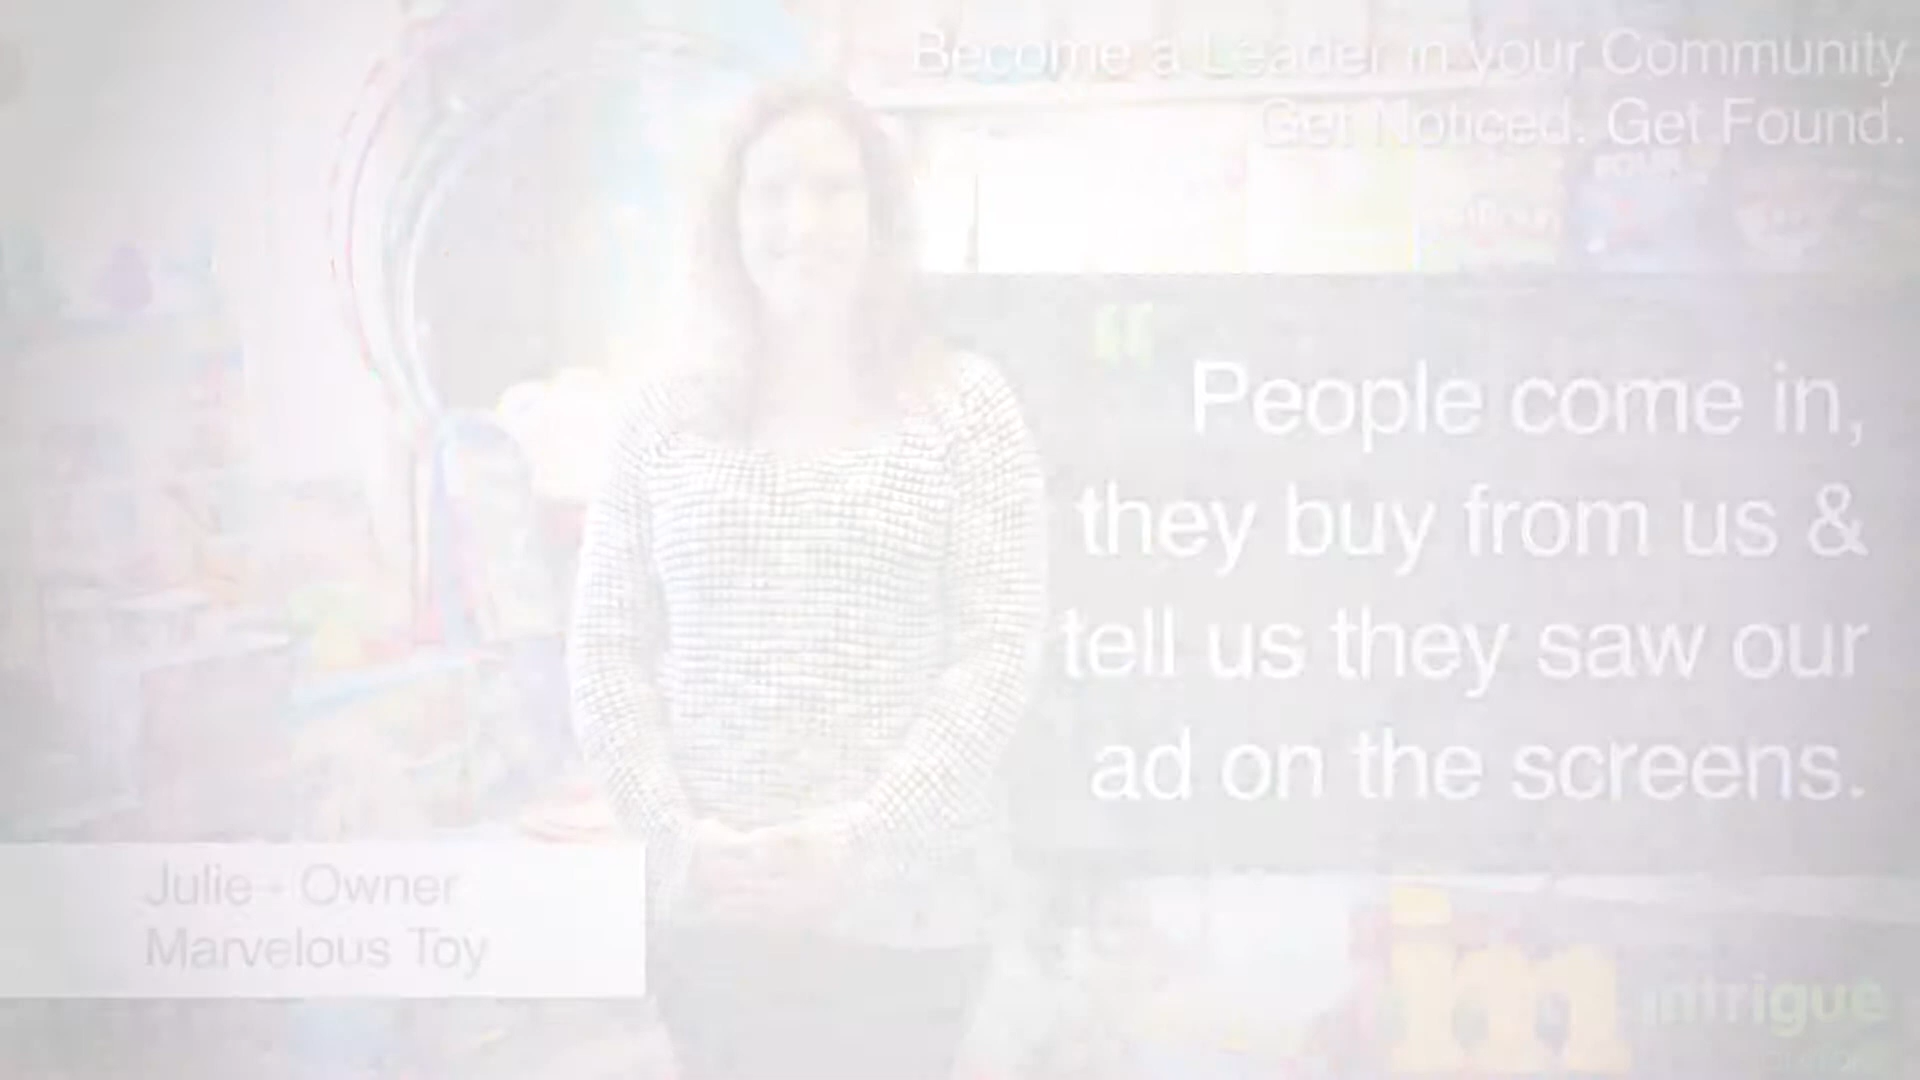 Become a Leader in your Community
Get Noticed. Get Found.
“
People come in,
they buy from us &
tell us they saw our
ad on the screens.
Julie - Owner
Marvelous Toy
im intrigue